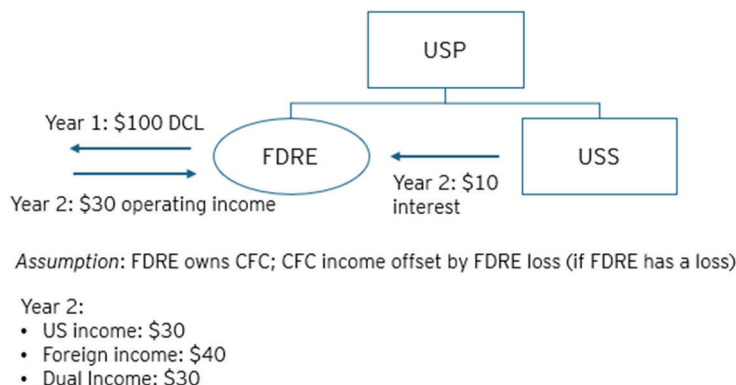 USP
Year 1: $100 DCL
FDRE
USS
Year 2: $10
interest
Year 2: $30 operating income
Assumption: FDRE owns CFC; CFC income offset by FDRE loss (if FDRE has a loss)
Year 2:
• US income: $30
• Foreign income: $40
• Dual Income: $30